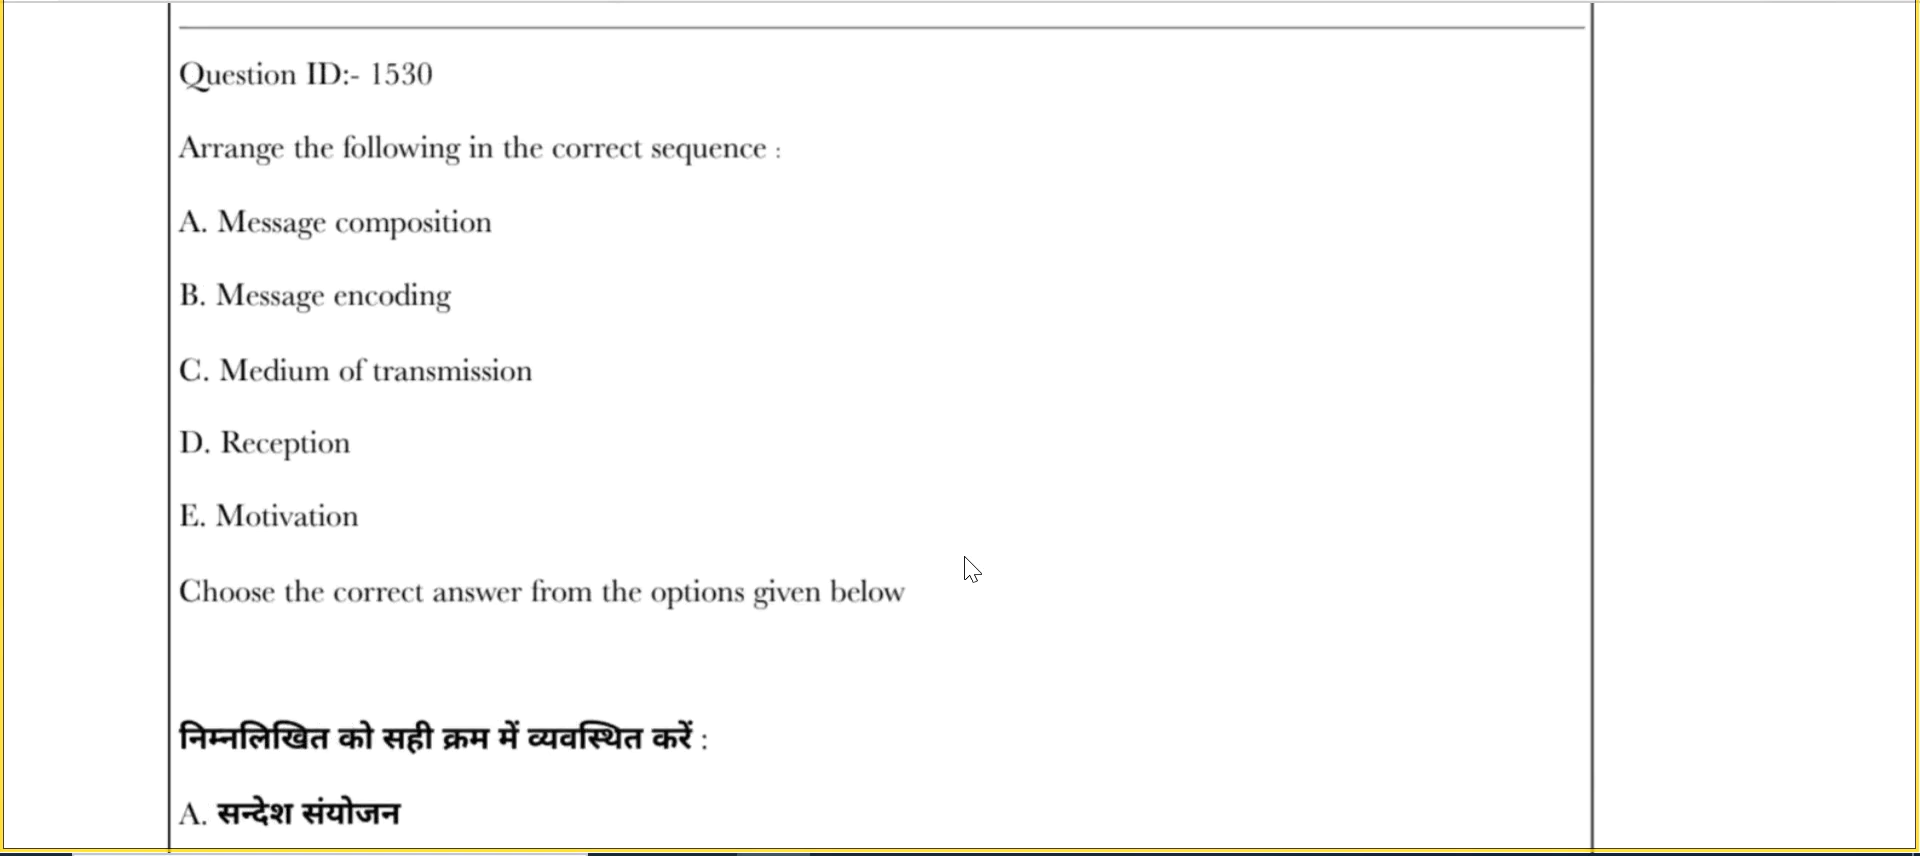 Question ID:- 1530
Arrange the following in the correct sequence :
A. Message composition
B. Message encoding
C. Medium of transmission
D. Reception
E. Motivation
Choose the correct answer from the options given below
निम्नलिखित को सही क्रम में व्यवस्थित करें :
A. सन्देश संयोजन